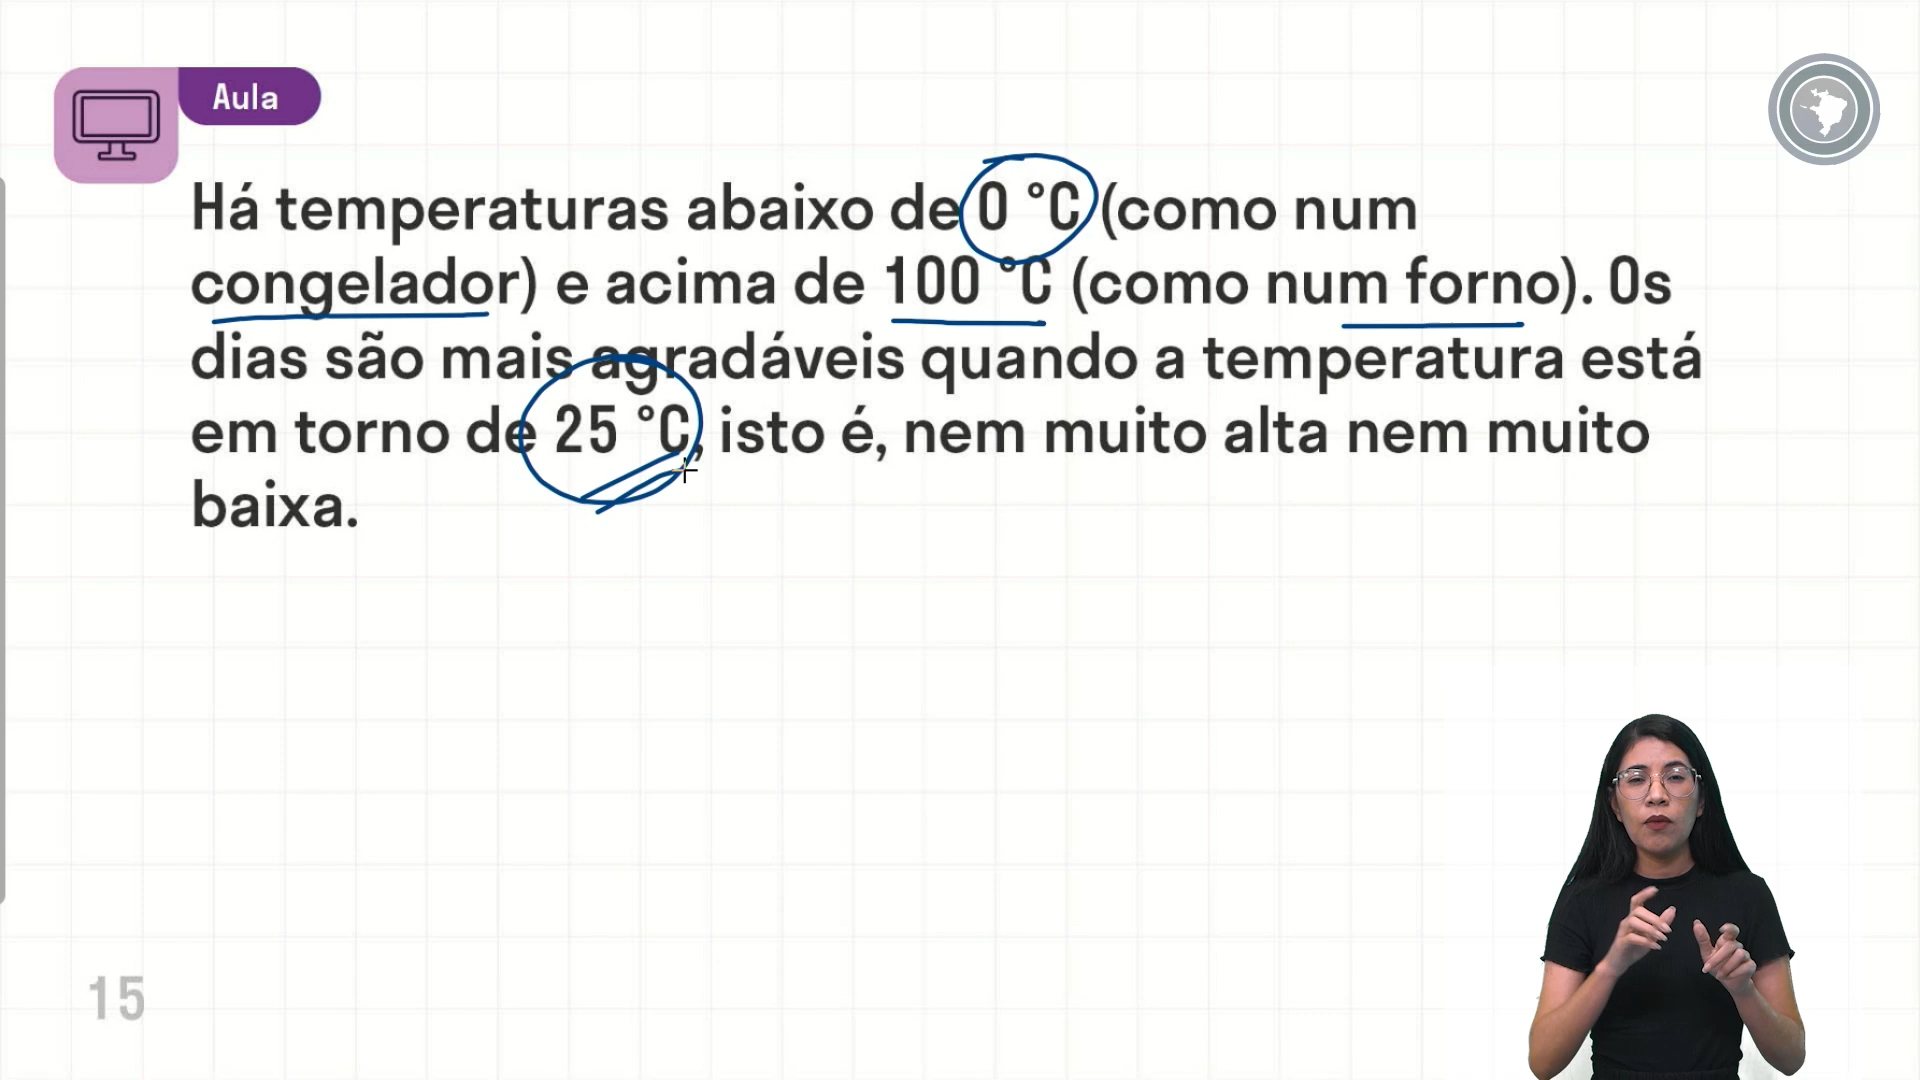 Aula
Há temperaturas abaixo de 0 °C (como num
congelador) e acima de 100 °C (como num forno). Os
dias são mais agradáveis quando a temperatura está
em torno de 25 °C, isto é, nem muito alta nem muito
baixa.
15